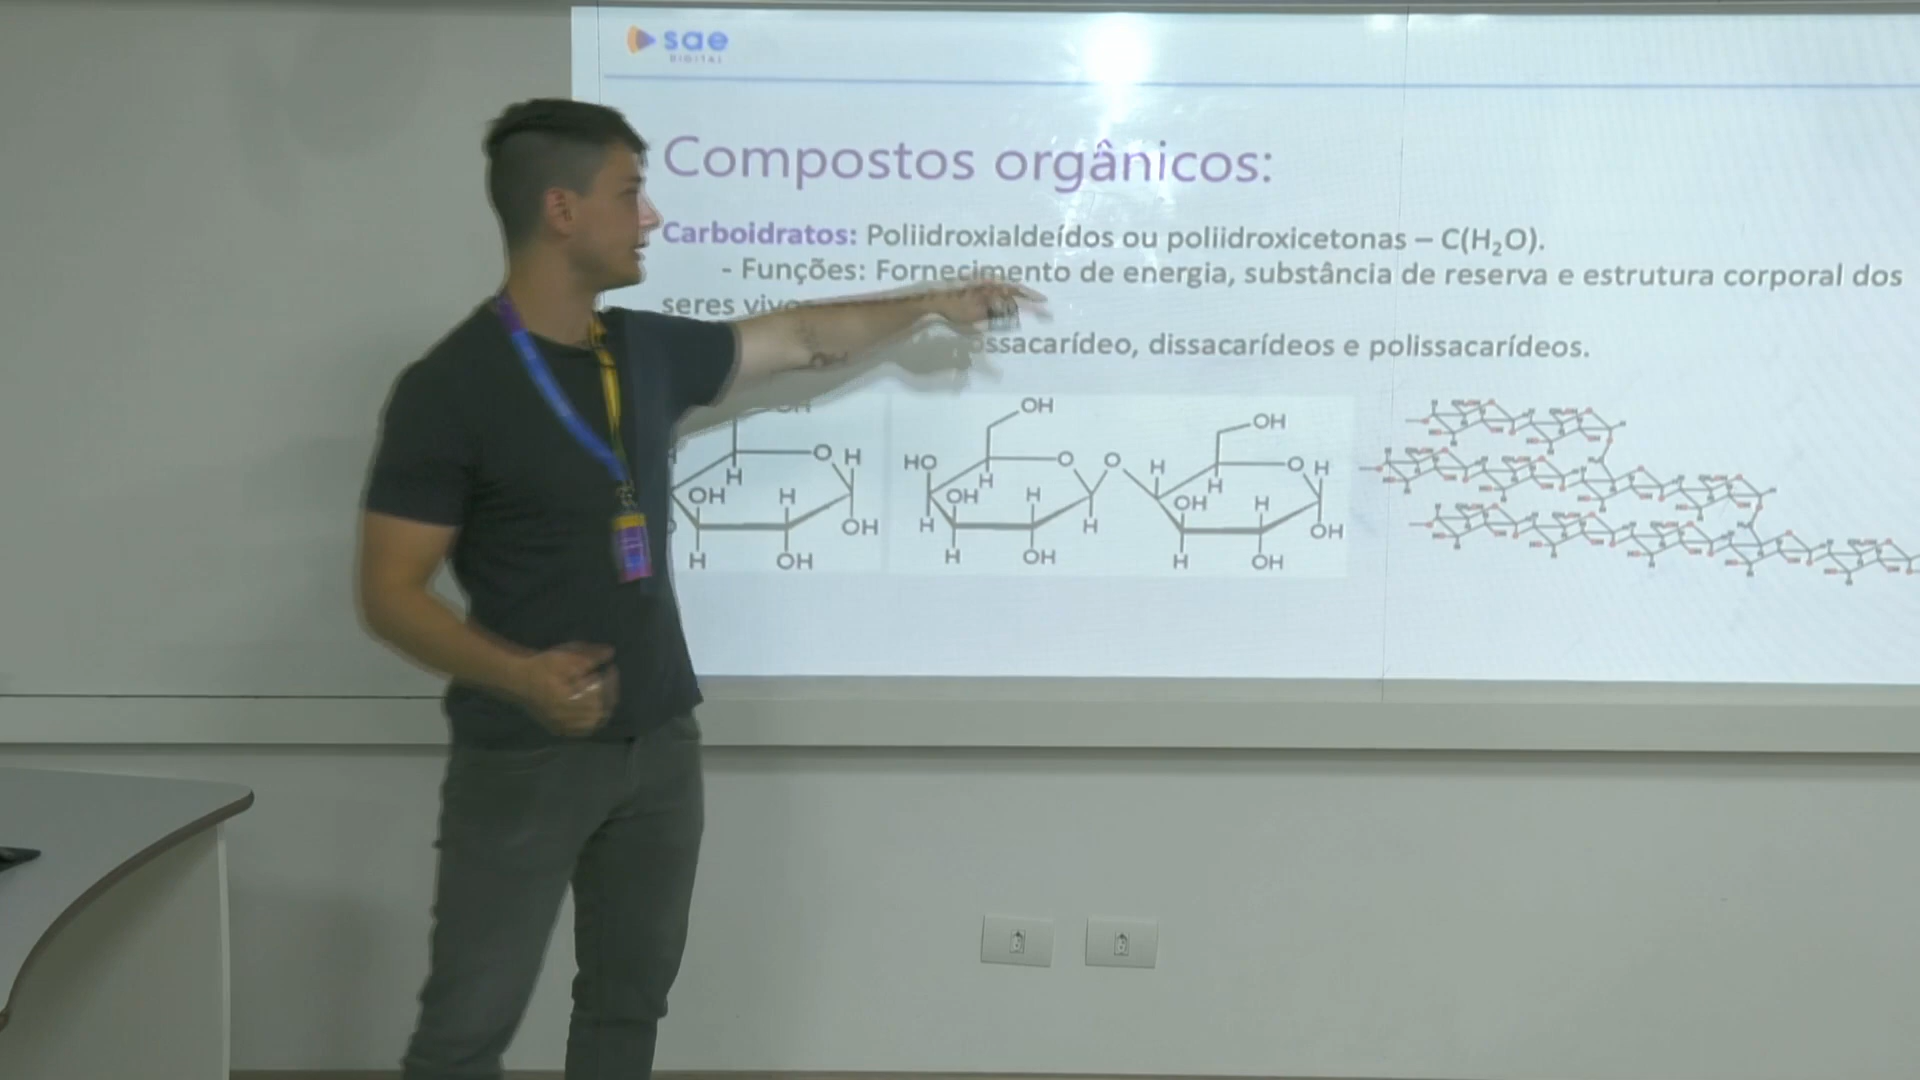 sae
DIGITAL
Compostos orgânicos:
Carboidratos: Poliidroxialdeídos ou poliidroxicetonas – C(H₂O).
- Funções: Fornecimento de energia, substância de reserva e estrutura corporal dos
seres
dissacarídeos e polissacarídeos.
OH OH OH
O H HO O O H O H
H OH H OH H H H OH H H
OH H H OH
H OH H OH H OH